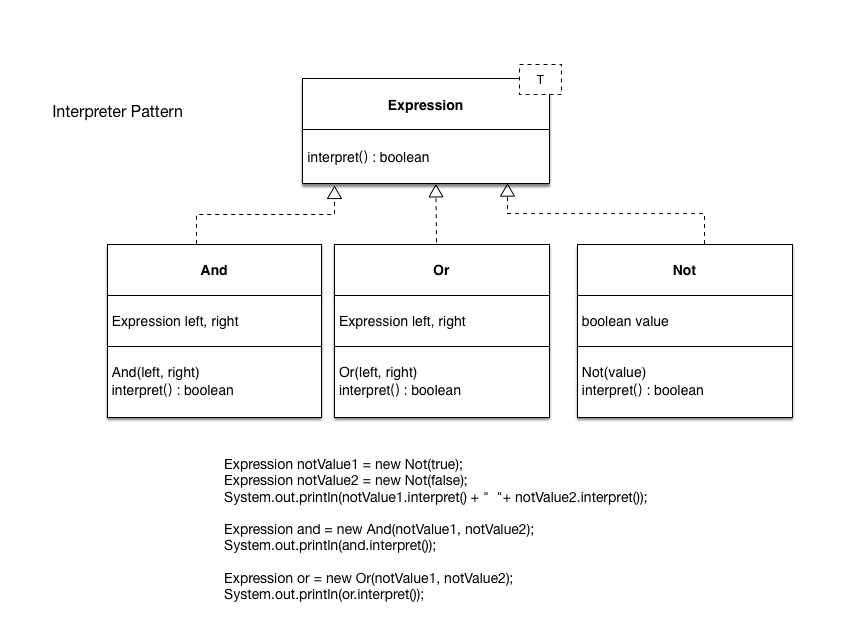 T
Interpreter Pattern
Expression
interpret() : boolean
And
Expression left, right
And(left, right)
interpret() : boolean
Or
Expression left, right
Or(left, right)
interpret() : boolean
Not
boolean value
Not(value)
interpret() : boolean
Expression notValue1 = new Not(true);
Expression notValue2 = new Not(false);
System.out.println(notValue1.interpret() + "  "+ notValue2.interpret());
Expression and = new And(notValue1, notValue2);
System.out.println(and.interpret());
Expression or = new Or(notValue1, notValue2);
System.out.println(or.interpret());